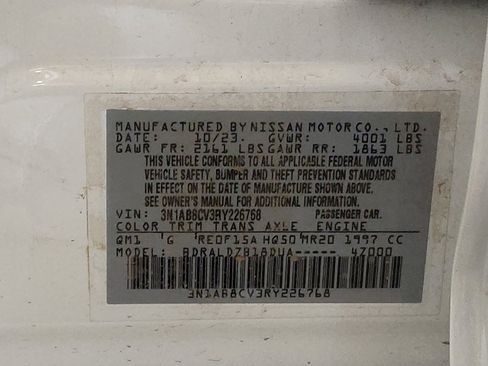 MANUFACTURED BY NISSAN MOTOR CO., LTD.
DATE: 10/23. GVWR: 4001 LBS
GAWR FR: 2161 LBS GAWR RR: 1863 LBS
THIS VEHICLE CONFORMS TO ALL APPLICABLE FEDERAL MOTOR
VEHICLE SAFETY, BUMPER AND THEFT PREVENTION STANDARDS
IN EFFECT ON THE DATE OF MANUFACTURE SHOWN ABOVE.
SEE OWNER'S MANUAL FOR ADDITIONAL INFORMATION.
VIN: 3N1AB8CV3RY226768 PASSENGER CAR.
COLOR TRIM TRANS AXLE ENGINE
QM1 G RE0F15A HQ50 MR20 1997 CC
MODEL: BDRALDZB18DUA----- 47000
3N1AB8CV3RY226768